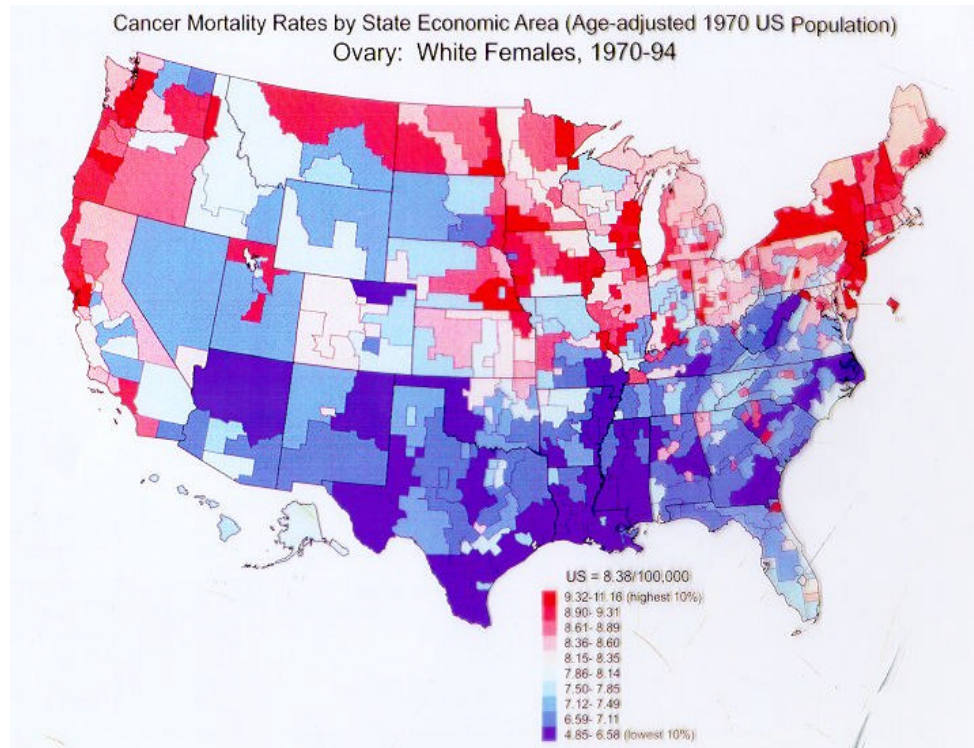 Cancer Mortality Rates by State Economic Area (Age-adjusted 1970 US Population)
Ovary: White Females, 1970-94
US = 8.38/100,000
9.32-11.16 (highest 10%)
8.90- 9.31
8.61- 8.89
8.36- 8.60
8.15- 8.35
7.86- 8.14
7.50- 7.85
7.12- 7.49
6.59- 7.11
4.85- 6.58 (lowest 10%)